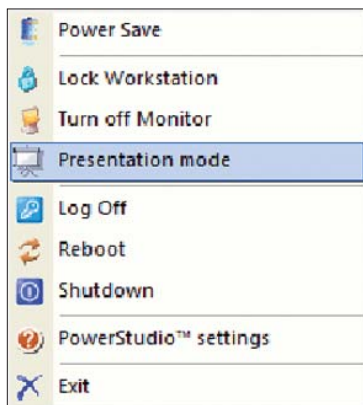 Power Save
Lock Workstation
Turn off Monitor
Presentation mode
Log Off
Reboot
Shutdown
PowerStudio™ settings
Exit